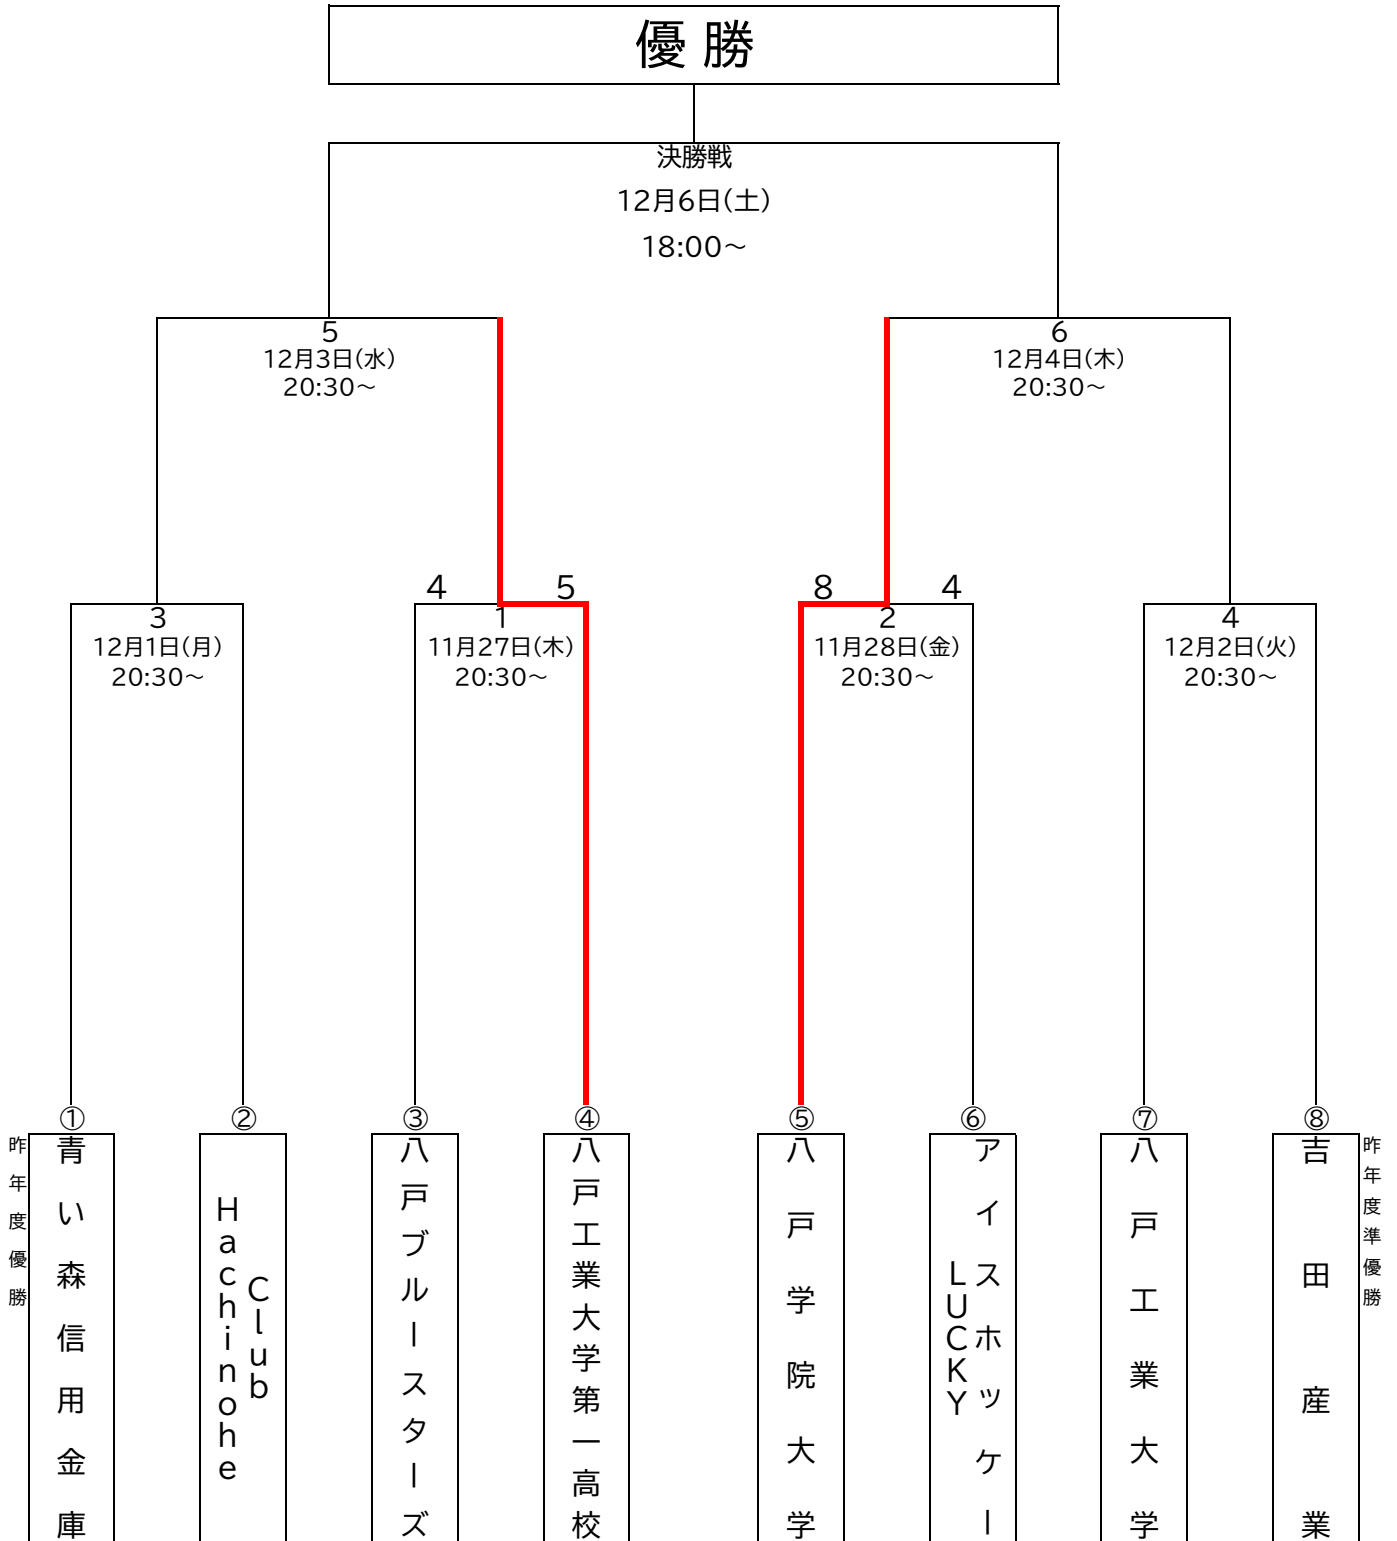 優勝
決勝戦
12月6日(土)
18:00～
5
12月3日(水)
20:30～
6
12月4日(木)
20:30～
4
5
8
4
3
12月1日(月)
20:30～
1
11月27日(木)
20:30～
2
11月28日(金)
20:30～
4
12月2日(火)
20:30～
①
②
③
④
⑤
⑥
⑦
⑧
昨年度優勝
青い森信用金庫
Hachinohe
Club
八戸ブルースターズ
八戸工業大学第一高校
八戸学院大学
アイスホッケー
LUCKY
八戸工業大学
吉田産業
昨年度準優勝